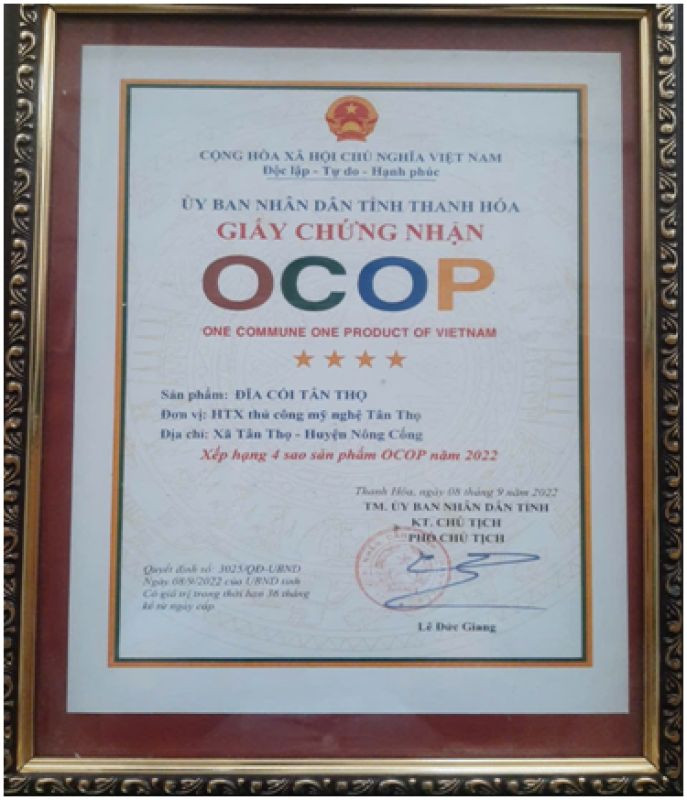 CỘNG HÒA XÃ HỘI CHỦ NGHĨA VIỆT NAM
Độc lập - Tự do - Hạnh phúc
ỦY BAN NHÂN DÂN TỈNH THANH HÓA
GIẤY CHỨNG NHẬN
OCOP
ONE COMMUNE ONE PRODUCT OF VIETNAM
Sản phẩm: ĐĨA CÓI TÂN THỌ
Đơn vị: HTX thủ công mỹ nghệ Tân Thọ
Địa chỉ: Xã Tân Thọ - Huyện Nông Cống
Xếp hạng 4 sao sản phẩm OCOP năm 2022
Thanh Hóa, ngày 08 tháng 9 năm 2022
TM. ỦY BAN NHÂN DÂN TỈNH
KT. CHỦ TỊCH
PHÓ CHỦ TỊCH
Quyết định số: 3025/QĐ-UBND
Ngày 08/9/2022 của UBND tỉnh
Có giá trị trong thời hạn 36 tháng
kể từ ngày cấp
Lê Đức Giang